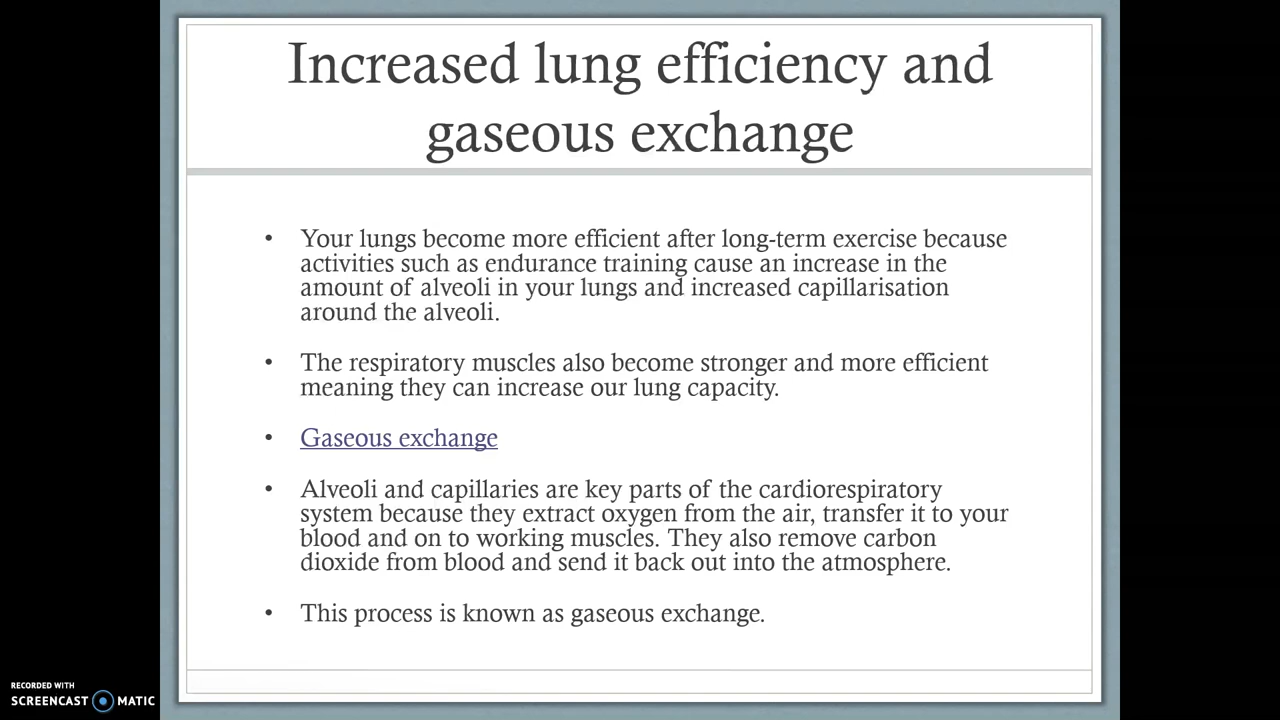 Increased lung efficiency and
gaseous exchange
• Your lungs become more efficient after long-term exercise because
activities such as endurance training cause an increase in the
amount of alveoli in your lungs and increased capillarisation
around the alveoli.
• The respiratory muscles also become stronger and more efficient
meaning they can increase our lung capacity.
• Gaseous exchange
• Alveoli and capillaries are key parts of the cardiorespiratory
system because they extract oxygen from the air, transfer it to your
blood and on to working muscles. They also remove carbon
dioxide from blood and send it back out into the atmosphere.
• This process is known as gaseous exchange.
RECORDED WITH
SCREENCAST MATIC